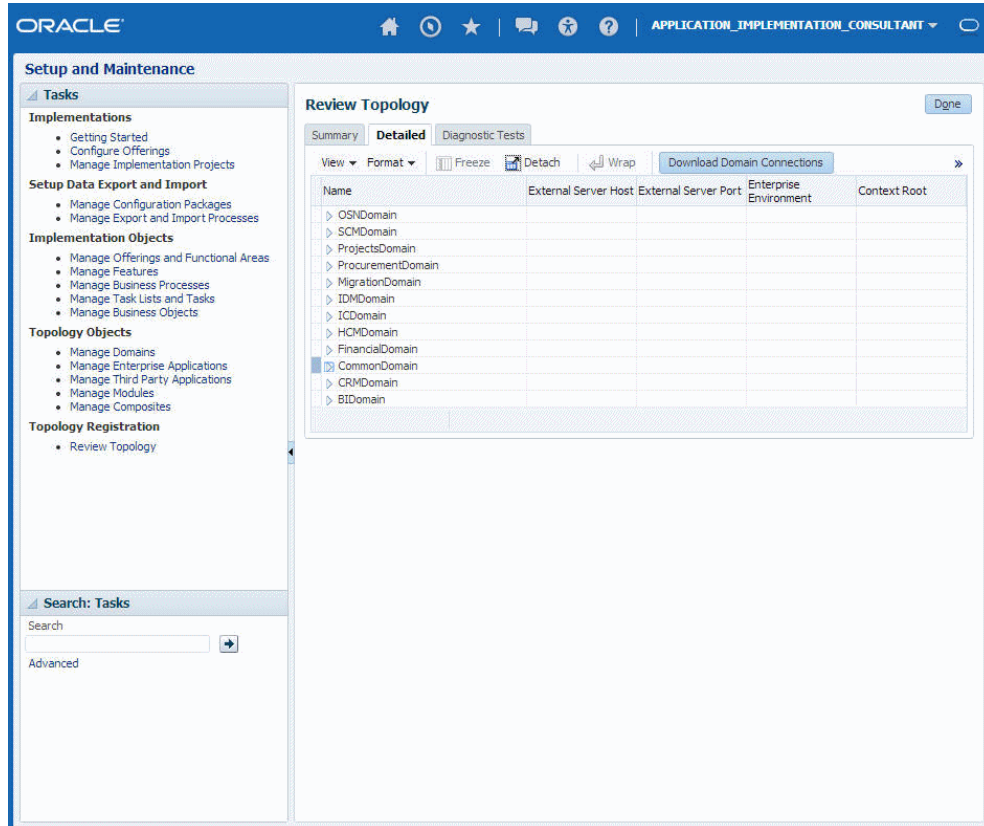 ORACLE
APPLICATION_IMPLEMENTATION_CONSULTANT
Setup and Maintenance
Tasks
Implementations
Getting Started
Configure Offerings
Manage Implementation Projects
Setup Data Export and Import
Manage Configuration Packages
Manage Export and Import Processes
Implementation Objects
Manage Offerings and Functional Areas
Manage Features
Manage Business Processes
Manage Task Lists and Tasks
Manage Business Objects
Topology Objects
Manage Domains
Manage Enterprise Applications
Manage Third Party Applications
Manage Modules
Manage Composites
Topology Registration
Review Topology
Search: Tasks
Search
Advanced
Review Topology
Done
Summary Detailed Diagnostic Tests
View Format Freeze Detach Wrap Download Domain Connections »
Name External Server Host External Server Port Enterprise Environment Context Root
OSNDomain
SCMDomain
ProjectsDomain
ProcurementDomain
MigrationDomain
IDMDomain
ICDomain
HCMDomain
FinancialDomain
CommonDomain
CRMDomain
BIDomain